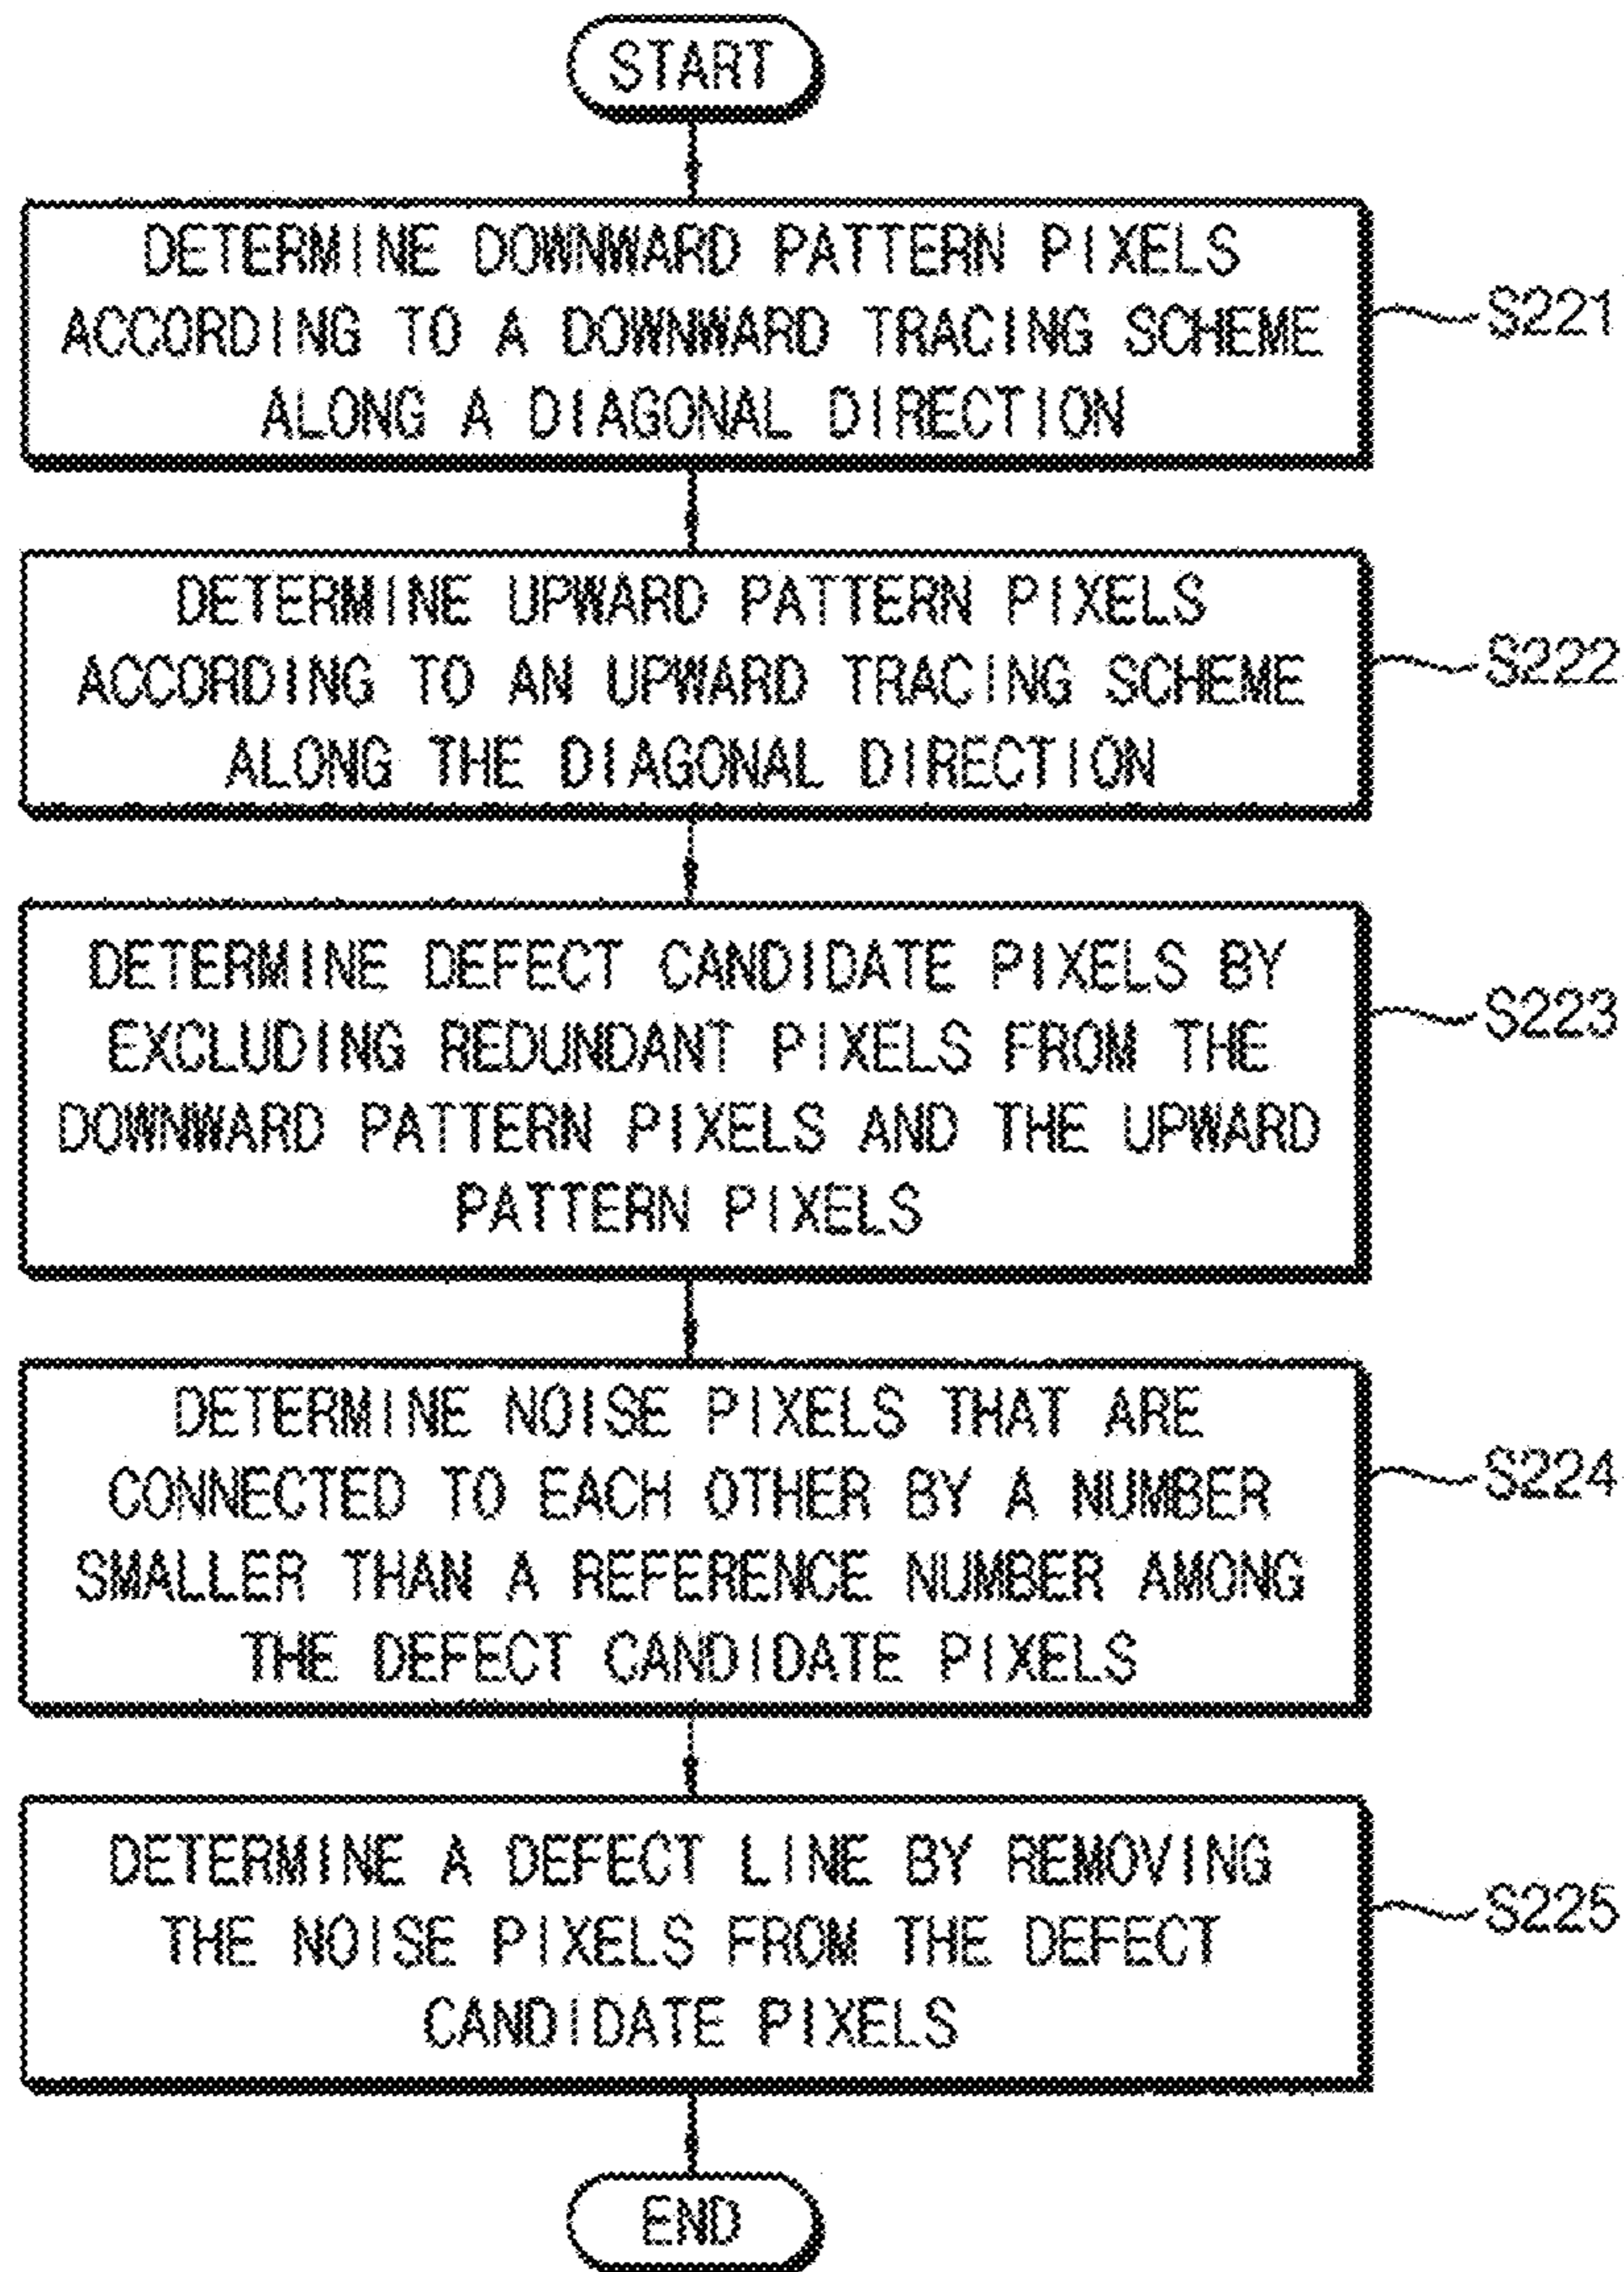 START
DETERMINE DOWNWARD PATTERN PIXELS
ACCORDING TO A DOWNWARD TRACING SCHEME
ALONG A DIAGONAL DIRECTION
S221
DETERMINE UPWARD PATTERN PIXELS
ACCORDING TO AN UPWARD TRACING SCHEME
ALONG THE DIAGONAL DIRECTION
S222
DETERMINE DEFECT CANDIDATE PIXELS BY
EXCLUDING REDUNDANT PIXELS FROM THE
DOWNWARD PATTERN PIXELS AND THE UPWARD
PATTERN PIXELS
S223
DETERMINE NOISE PIXELS THAT ARE
CONNECTED TO EACH OTHER BY A NUMBER
SMALLER THAN A REFERENCE NUMBER AMONG
THE DEFECT CANDIDATE PIXELS
S224
DETERMINE A DEFECT LINE BY REMOVING
THE NOISE PIXELS FROM THE DEFECT
CANDIDATE PIXELS
S225
END